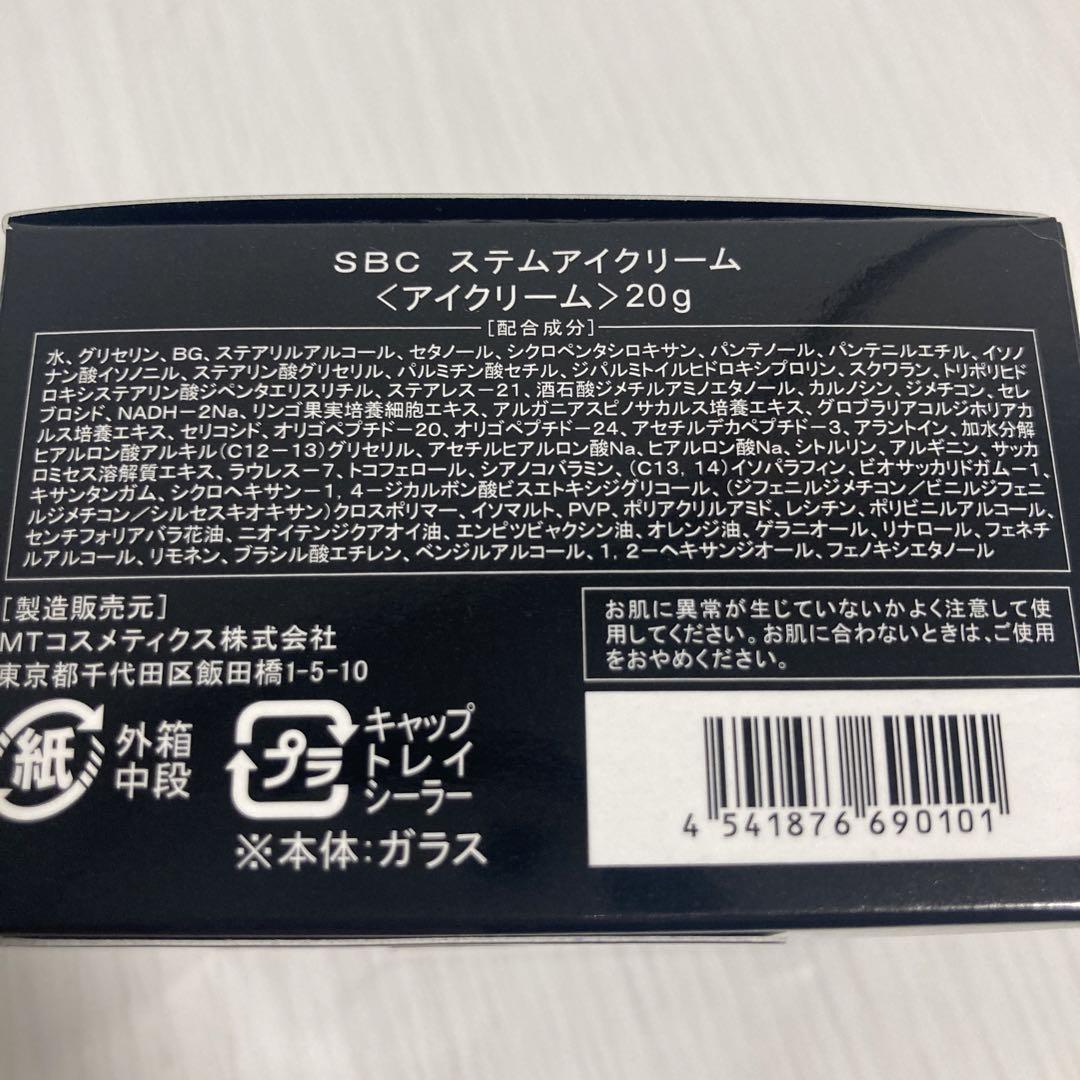 SBC ステムアイクリーム
<アイクリーム>20g
[配合成分]
水、グリセリン、BG、ステアリルアルコール、セタノール、シクロペンタシロキサン、パンテノール、パンテニルエチル、イソノ
ナン酸イソノニル、ステアリン酸グリセリル、パルミチン酸セチル、ジパルミトイルヒドロキシプロリン、スクワラン、トリポリヒド
ロキシステアリン酸ジペンタエリスリチル、ステアレス-21、酒石酸ジメチルアミノエタノール、カルノシン、ジメチコン、セレ
ブロシド、NADH-2Na、リンゴ果実培養細胞エキス、アルガニアスピノサカルス培養エキス、グロブラリアコルジホリアカ
ルス培養エキス、セリコシド、オリゴペプチド-20、オリゴペプチド-24、アセチルデカペプチド-3、アラントイン、加水分解
ヒアルロン酸アルキル(C12-13)グリセリル、アセチルヒアルロン酸Na、ヒアルロン酸Na、シトルリン、アルギニン、サッカ
ロミセス溶解質エキス、ラウレス-7、トコフェロール、シアノコバラミン、(C13, 14)イソパラフィン、ビオサッカリドガム-1、
キサンタンガム、シクロヘキサン-1, 4-ジカルボン酸ビスエトキシジグリコール、(ジフェニルジメチコン/ビニルジフェニ
ルジメチコン/シルセスキオキサン)クロスポリマー、イソマルト、PVP、ポリアクリルアミド、レシチン、ポリビニルアルコール、
センチフォリアバラ花油、ニオイテンジクアオイ油、エンピツビャクシン油、オレンジ油、ゲラニオール、リナロール、フェネチ
ルアルコール、リモネン、ブラシル酸エチレン、ベンジルアルコール、1, 2-ヘキサンジオール、フェノキシエタノール
[製造販売元]
MTコスメティクス株式会社
東京都千代田区飯田橋1-5-10
お肌に異常が生じていないかよく注意して使
用してください。お肌に合わないときは、ご使用
をおやめください。
紙
外箱
中段
プラ
キャップ
トレイ
シーラー
※本体:ガラス
4 541876 690101